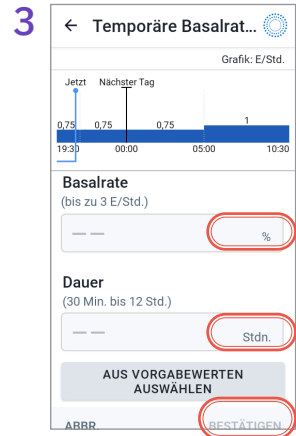 3
← Temporäre Basalrat...
Grafik: E/Std.
Jetzt Nächster Tag
0,75 0,75 0,75 1
19:30 00:00 05:00 10:30
Basalrate
(bis zu 3 E/Std.)
—— %
Dauer
(30 Min. bis 12 Std.)
—— Stdn.
AUS VORGABEWERTEN
AUSWÄHLEN
ABBR. BESTÄTIGEN